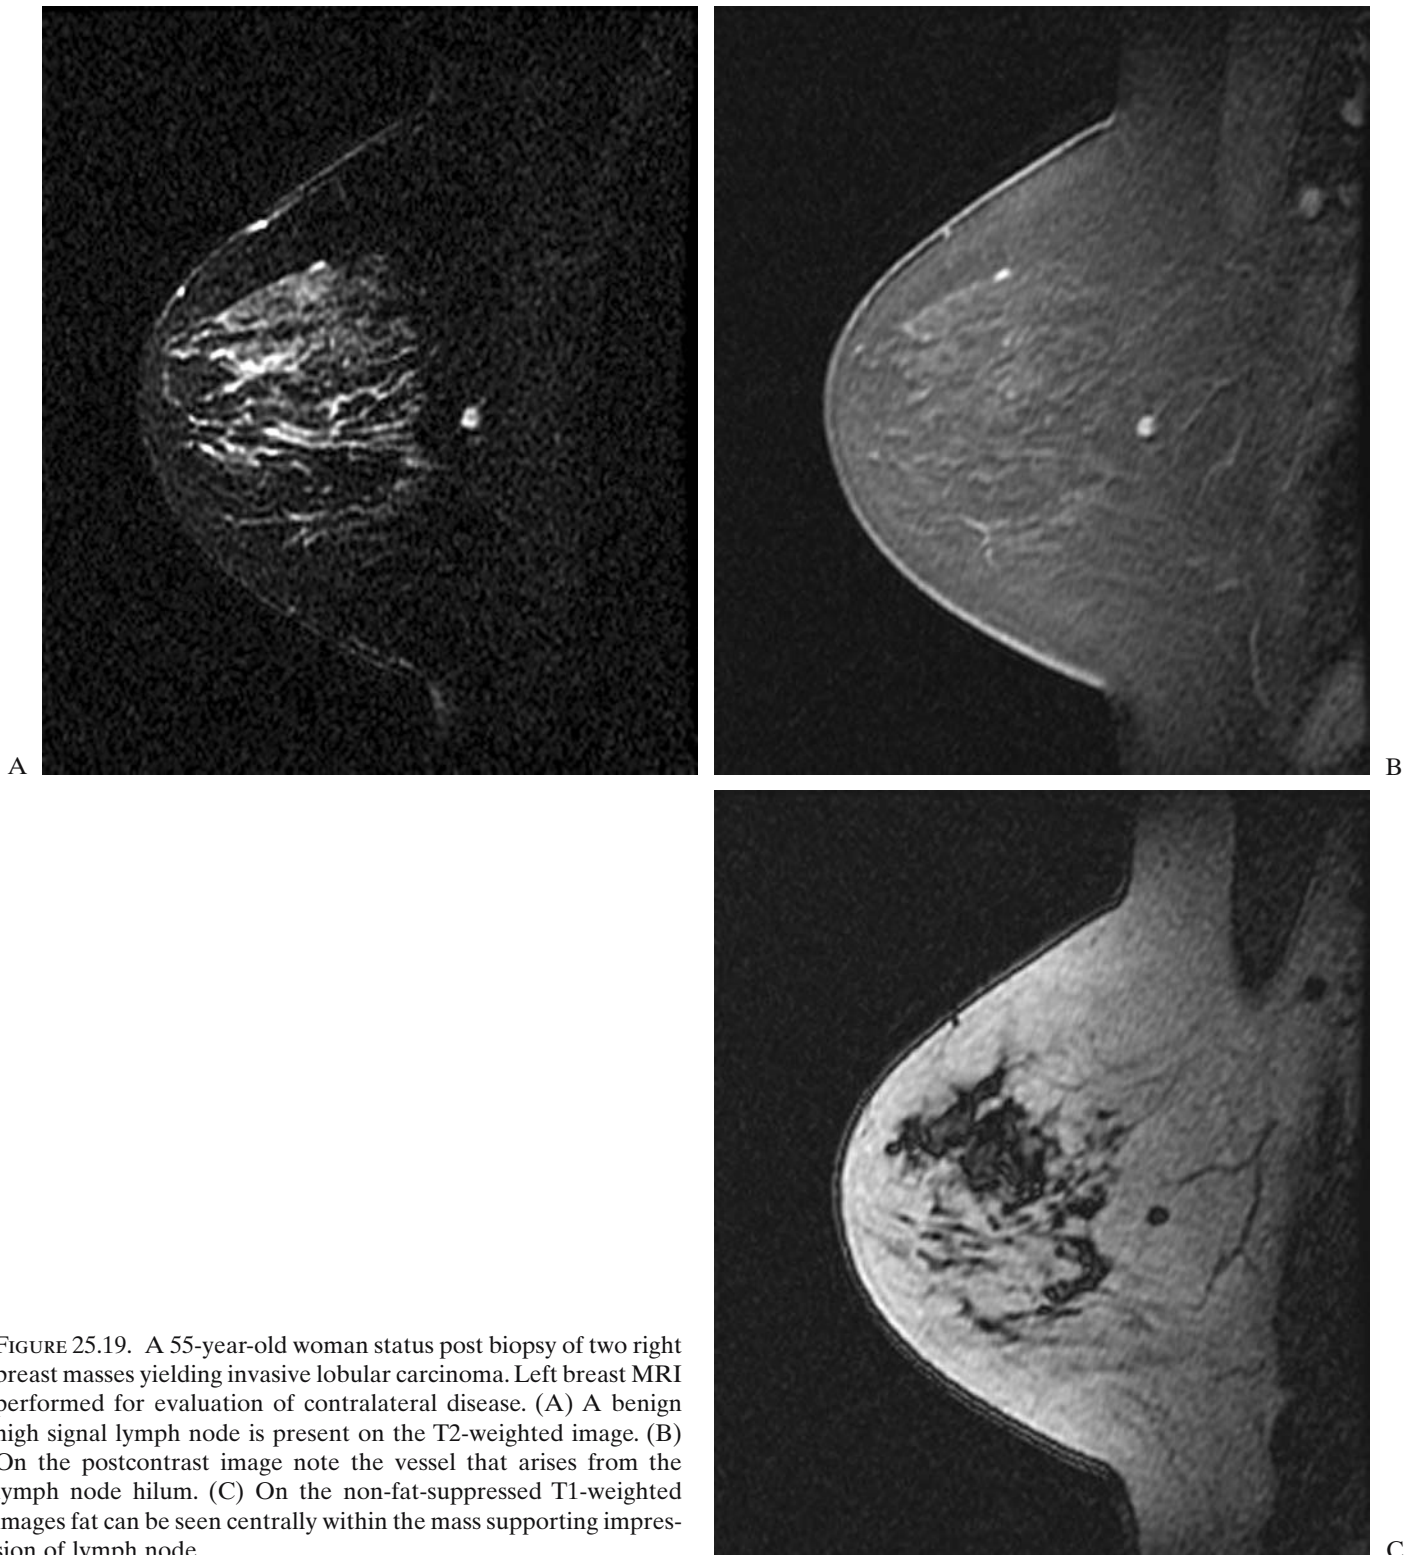 A
B
C
FIGURE 25.19. A 55-year-old woman status post biopsy of two right
breast masses yielding invasive lobular carcinoma. Left breast MRI
performed for evaluation of contralateral disease. (A) A benign
high signal lymph node is present on the T2-weighted image. (B)
On the postcontrast image note the vessel that arises from the
lymph node hilum. (C) On the non-fat-suppressed T1-weighted
images fat can be seen centrally within the mass supporting impres-
sion of lymph node.